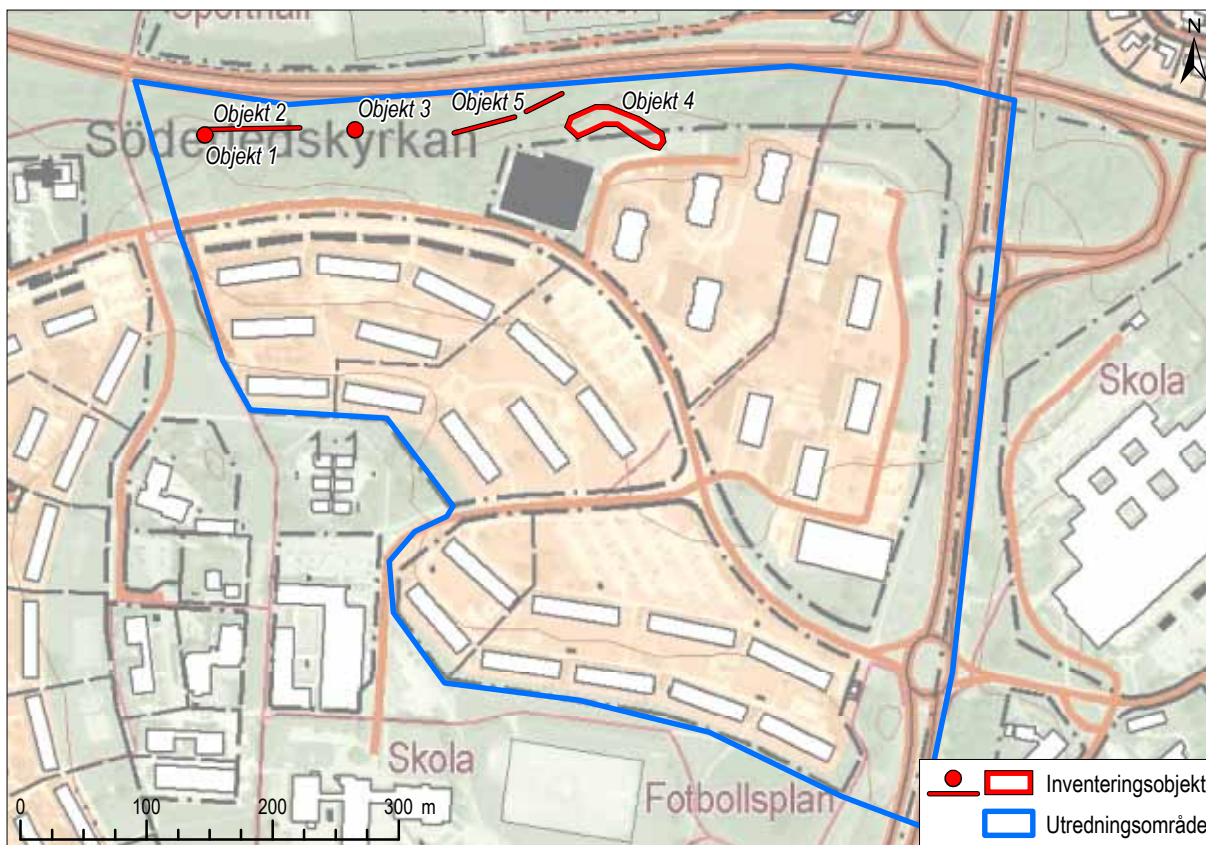 Sporthall
N
Objekt 2
Objekt 3
Objekt 5
Objekt 4
Objekt 1
Skola
Skola
Fotbollsplan
0 100 200 300 m
Inventeringsobjekt
Utredningsområde